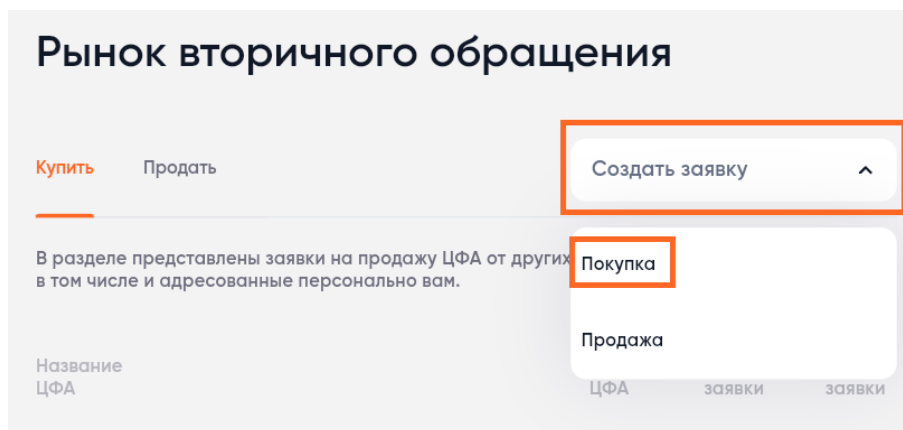 Рынок вторичного обращения
Купить Продать
Создать заявку
В разделе представлены заявки на продажу ЦФА от других
в том числе и адресованные персонально вам.
Покупка
Продажа
Название
ЦФА ЦФА заявки заявки